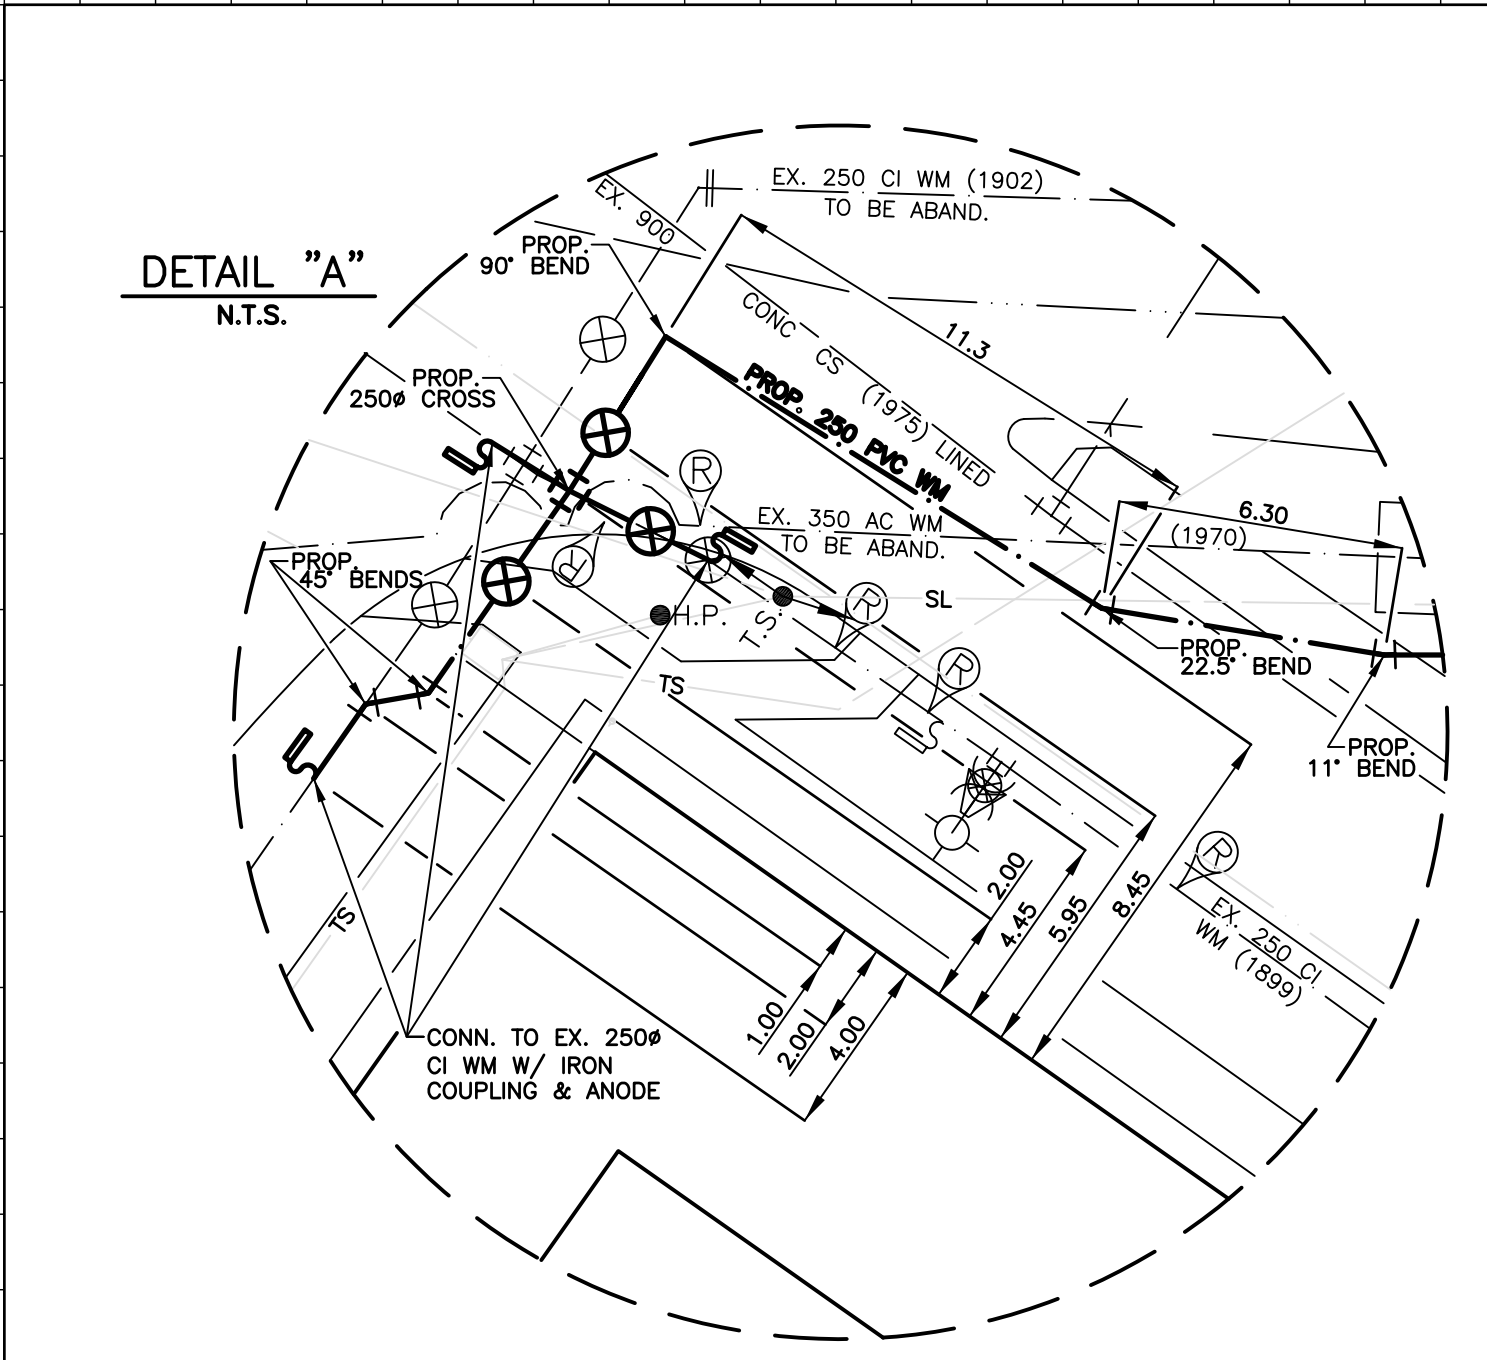 DETAIL "A"
N.T.S.
EX. 250 CI WM (1902)
TO BE ABAND.
EX. 900
CONC CS (1975) LINED
PROP.
90° BEND
11.3
PROP. 250 PVC WM
PROP.
250ø CROSS
R
EX. 350 AC WM
TO BE ABAND.
(1970)
6.30
R
PROP.
45° BENDS
H.P.
T.S.
R
SL
PROP.
22.5° BEND
R
TS
PROP.
11° BEND
R
EX. 250 CI
WM (1899)
TS
2.00
4.45
5.95
8.45
1.00
2.00
4.00
CONN. TO EX. 250ø
CI WM W/ IRON
COUPLING & ANODE